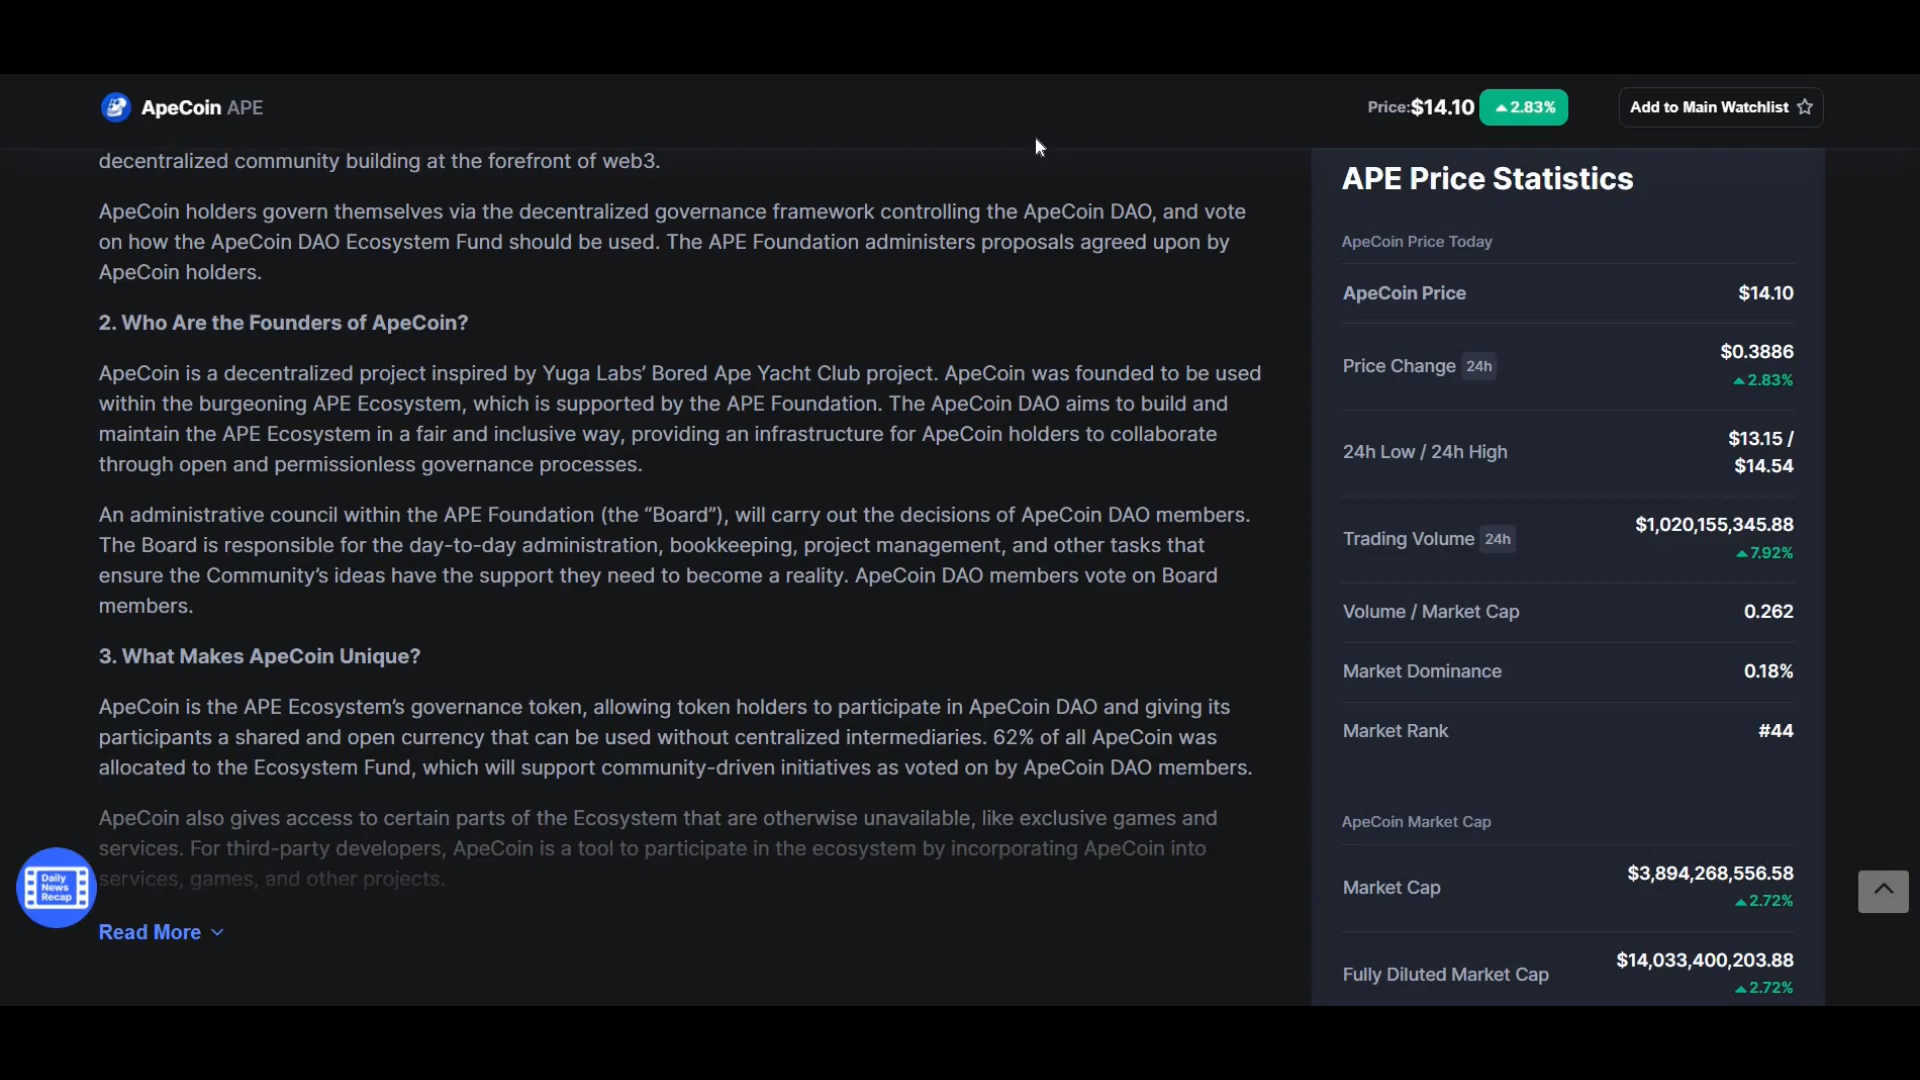 ApeCoin APE
Price:$14.10 2.83%
Add to Main Watchlist
decentralized community building at the forefront of web3.
ApeCoin holders govern themselves via the decentralized governance framework controlling the ApeCoin DAO, and vote
on how the ApeCoin DAO Ecosystem Fund should be used. The APE Foundation administers proposals agreed upon by
ApeCoin holders.
2. Who Are the Founders of ApeCoin?
ApeCoin is a decentralized project inspired by Yuga Labs’ Bored Ape Yacht Club project. ApeCoin was founded to be used
within the burgeoning APE Ecosystem, which is supported by the APE Foundation. The ApeCoin DAO aims to build and
maintain the APE Ecosystem in a fair and inclusive way, providing an infrastructure for ApeCoin holders to collaborate
through open and permissionless governance processes.
An administrative council within the APE Foundation (the “Board”), will carry out the decisions of ApeCoin DAO members.
The Board is responsible for the day-to-day administration, bookkeeping, project management, and other tasks that
ensure the Community’s ideas have the support they need to become a reality. ApeCoin DAO members vote on Board
members.
3. What Makes ApeCoin Unique?
ApeCoin is the APE Ecosystem’s governance token, allowing token holders to participate in ApeCoin DAO and giving its
participants a shared and open currency that can be used without centralized intermediaries. 62% of all ApeCoin was
allocated to the Ecosystem Fund, which will support community-driven initiatives as voted on by ApeCoin DAO members.
ApeCoin also gives access to certain parts of the Ecosystem that are otherwise unavailable, like exclusive games and
services. For third-party developers, ApeCoin is a tool to participate in the ecosystem by incorporating ApeCoin into
services, games, and other projects.
Daily
News
Recap
Read More
APE Price Statistics
ApeCoin Price Today
ApeCoin Price $14.10
Price Change 24h $0.3886
2.83%
24h Low / 24h High $13.15 /
$14.54
Trading Volume 24h $1,020,155,345.88
7.92%
Volume / Market Cap 0.262
Market Dominance 0.18%
Market Rank #44
ApeCoin Market Cap
Market Cap $3,894,268,556.58
2.72%
Fully Diluted Market Cap $14,033,400,203.88
2.72%